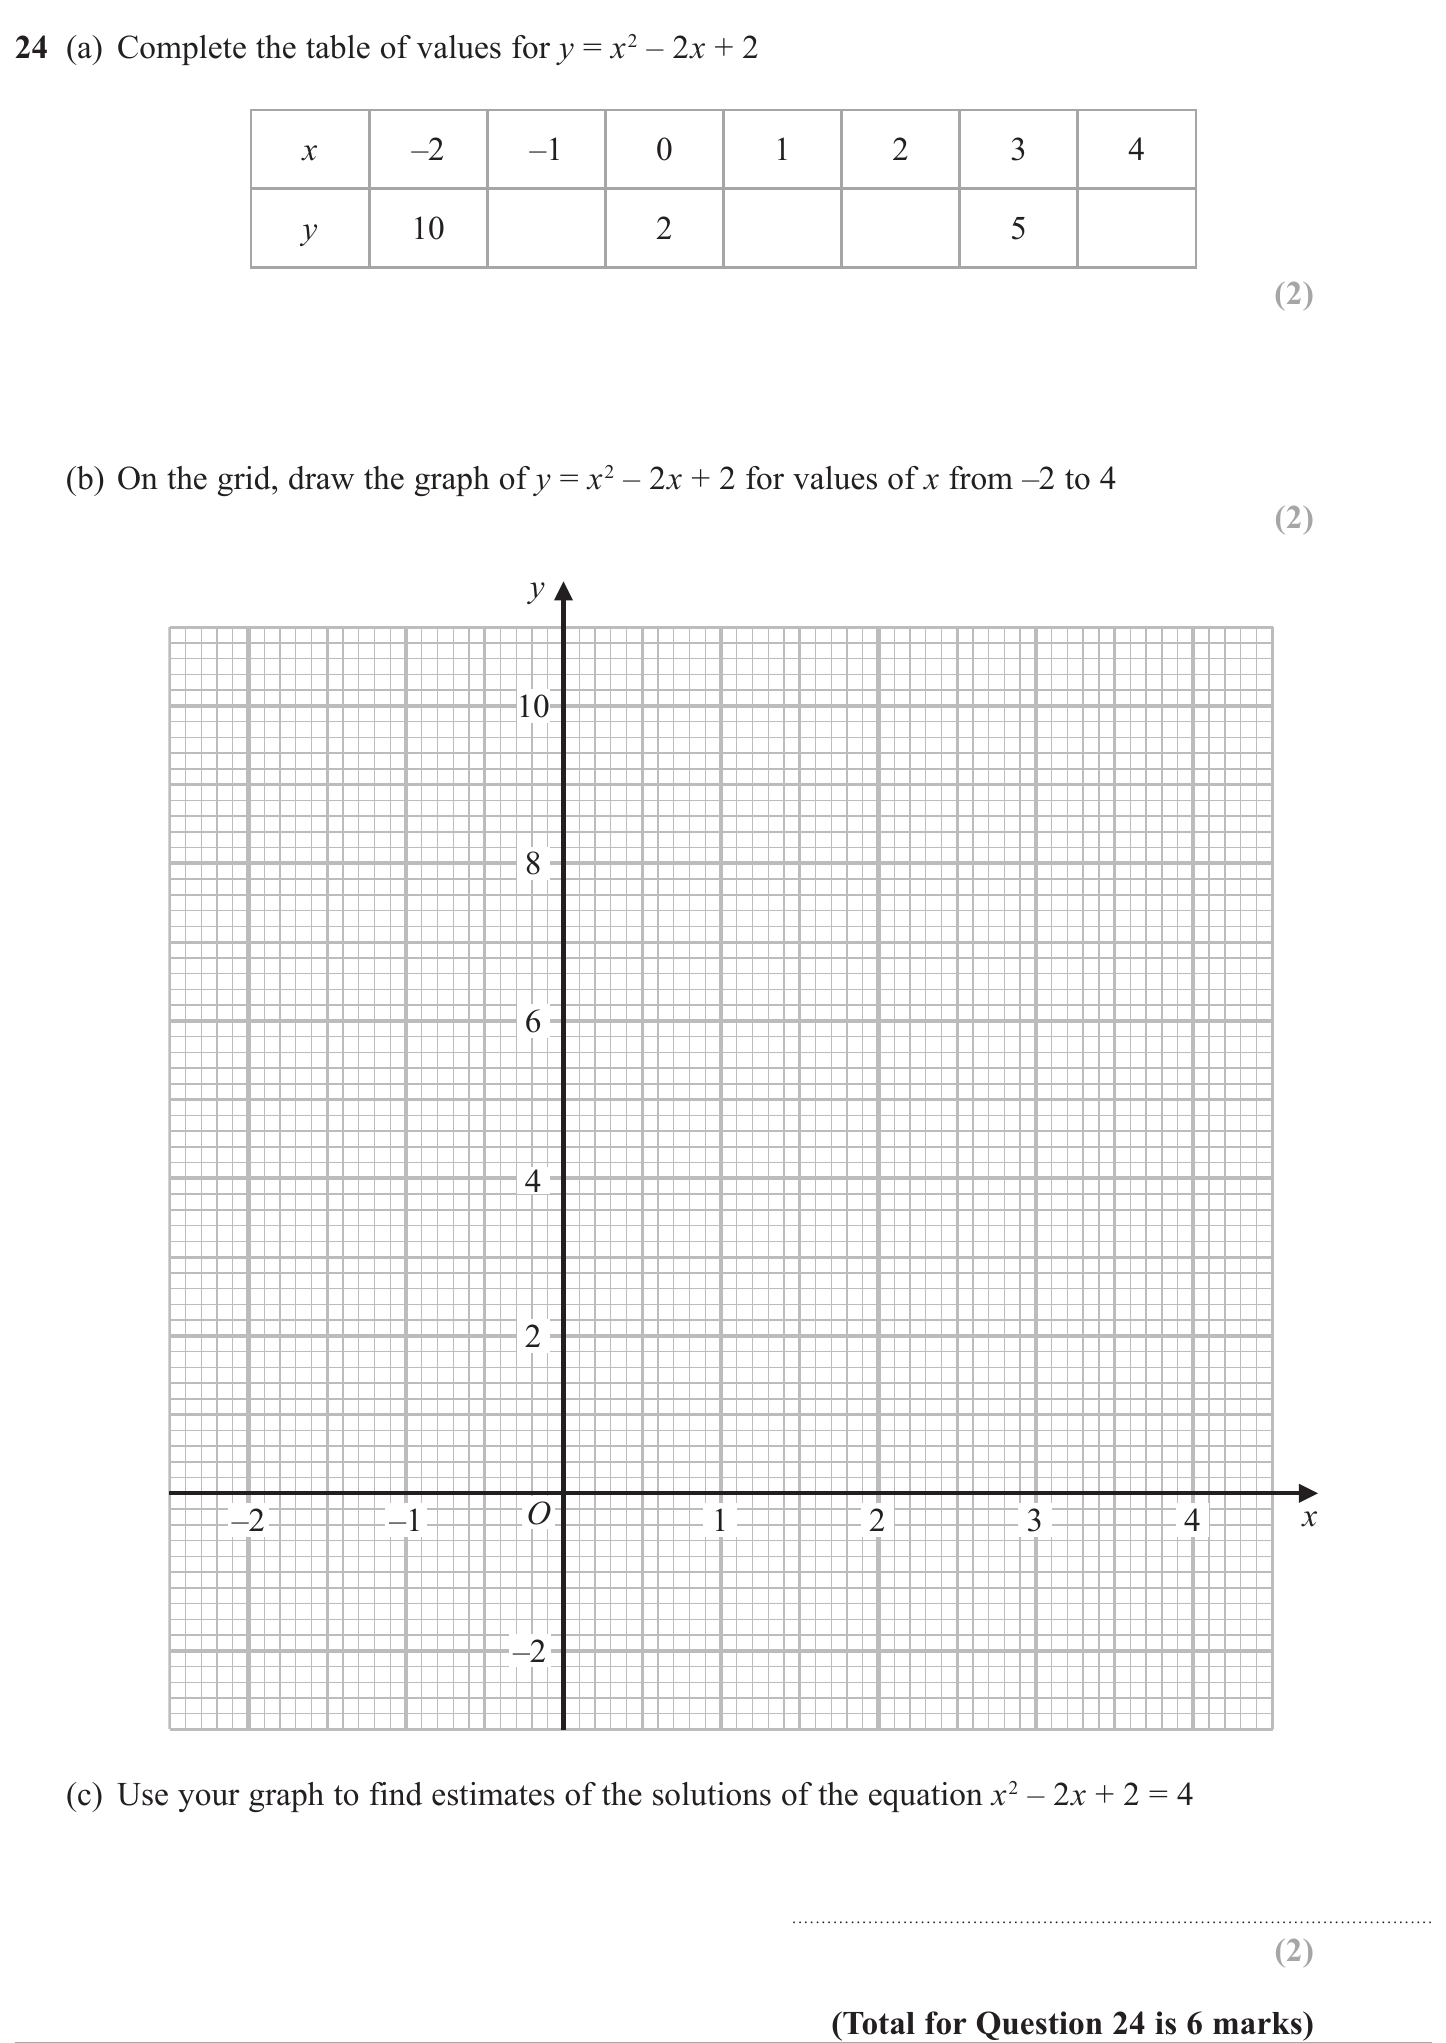 24 (a) Complete the table of values for y = x² – 2x + 2
x –2 –1 0 1 2 3 4
y 10 2 5
(2)
(b) On the grid, draw the graph of y = x² – 2x + 2 for values of x from –2 to 4
(2)
y
10
8
6
4
2
–2 –1 O 1 2 3 4 x
–2
(c) Use your graph to find estimates of the solutions of the equation x² – 2x + 2 = 4
(2)
(Total for Question 24 is 6 marks)